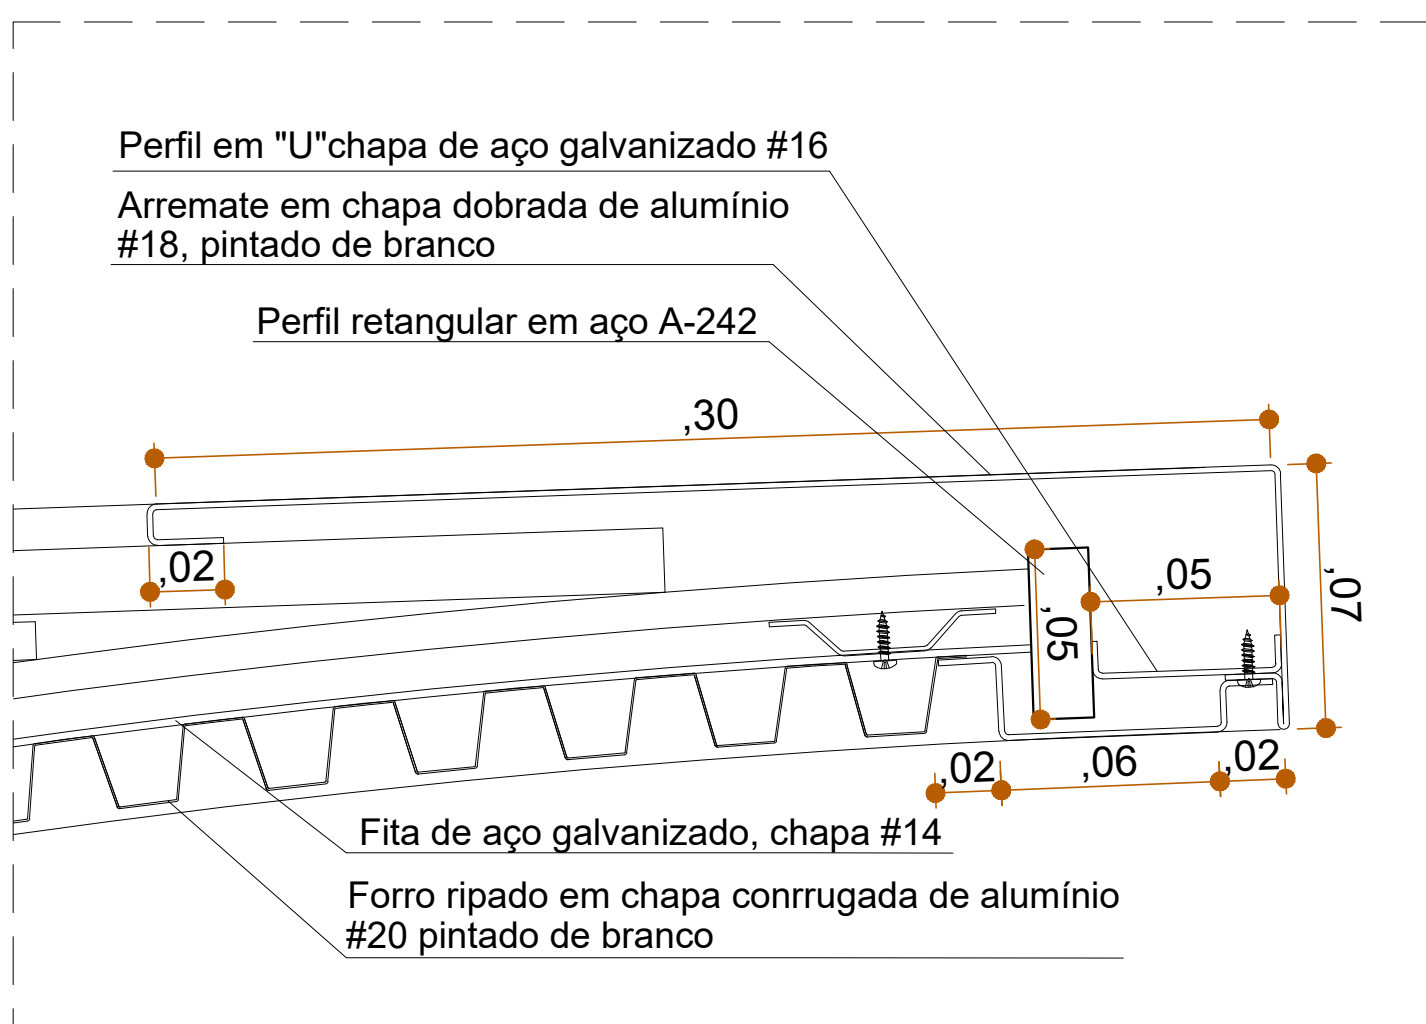 Perfil em "U"chapa de aço galvanizado #16
Arremate em chapa dobrada de alumínio
#18, pintado de branco
Perfil retangular em aço A-242
,30
,02
,05
,05
,07
,02
,06
,02
Fita de aço galvanizado, chapa #14
Forro ripado em chapa conrrugada de alumínio
#20 pintado de branco